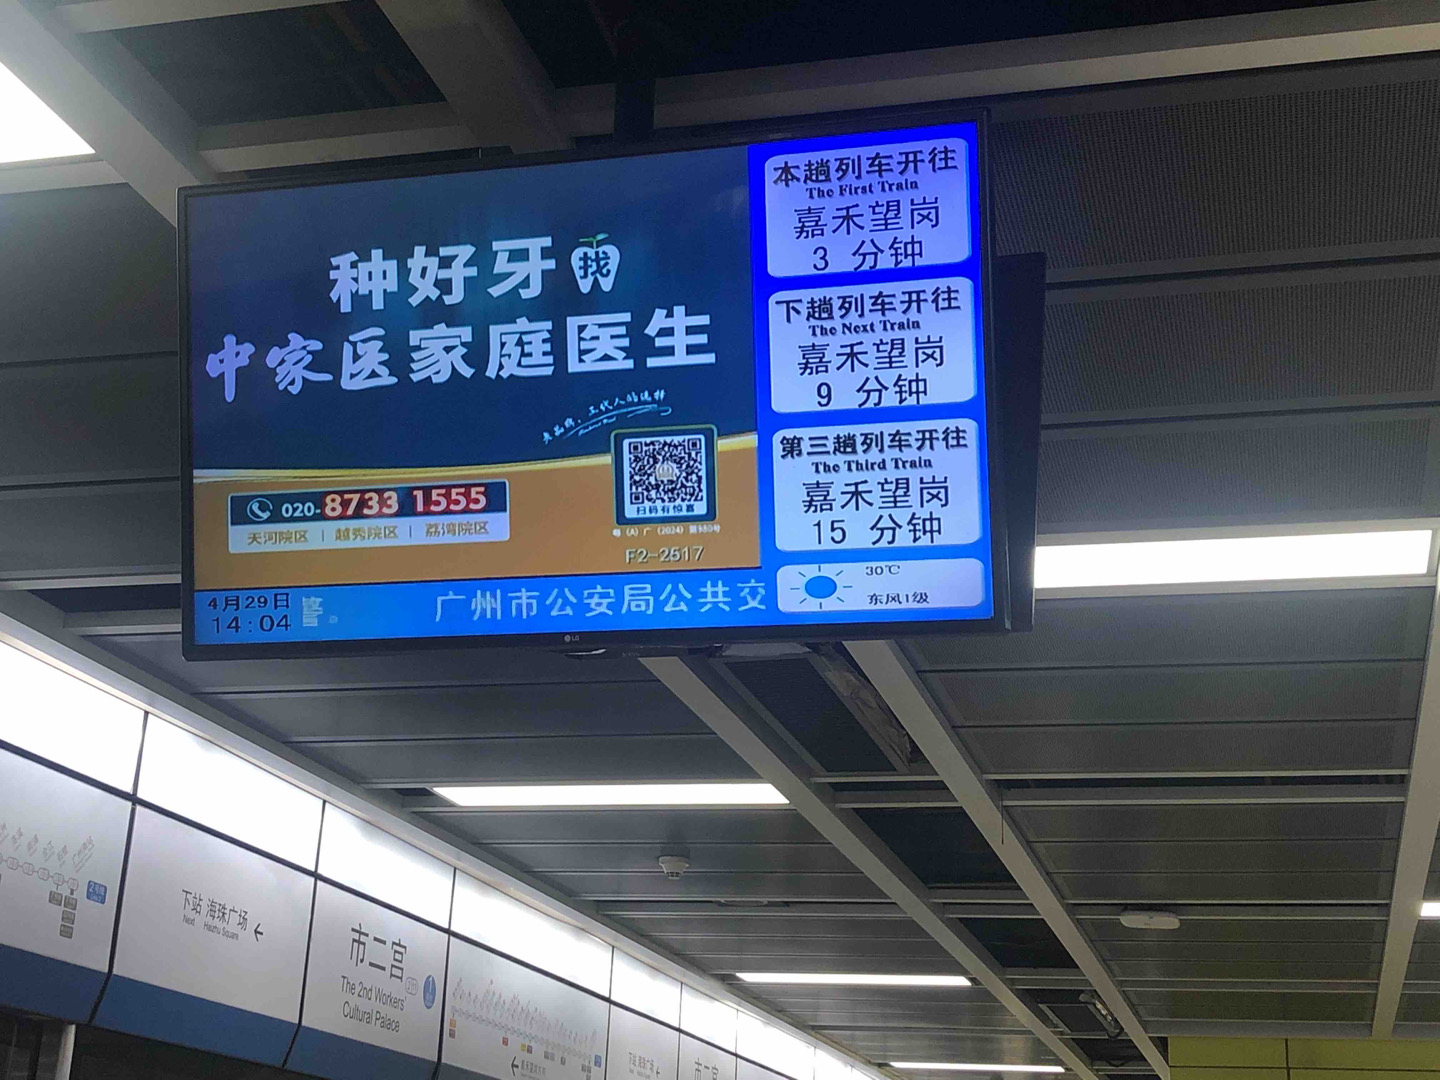 种好牙找
中家医家庭医生
020-8733 1555
天河院区 | 越秀院区 | 荔湾院区
扫码有惊喜
F2-2517
4月29日
14:04
广州市公安局公共交
本趟列车开往
The First Train
嘉禾望岗
3 分钟
下趟列车开往
The Next Train
嘉禾望岗
9 分钟
第三趟列车开往
The Third Train
嘉禾望岗
15 分钟
30℃
东风1级
LG
下站 海珠广场
Next Haizhu Square
市二宫
The 2nd Workers'
Cultural Palace